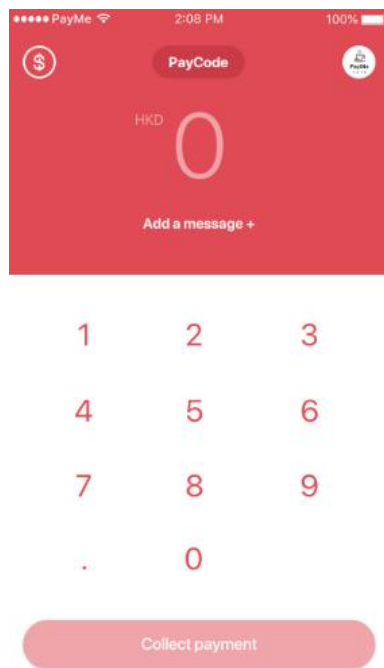 PayMe 2:08 PM 100%
$ PayCode PayMe
HKD 0
Add a message +
1 2 3
4 5 6
7 8 9
. 0
Collect payment